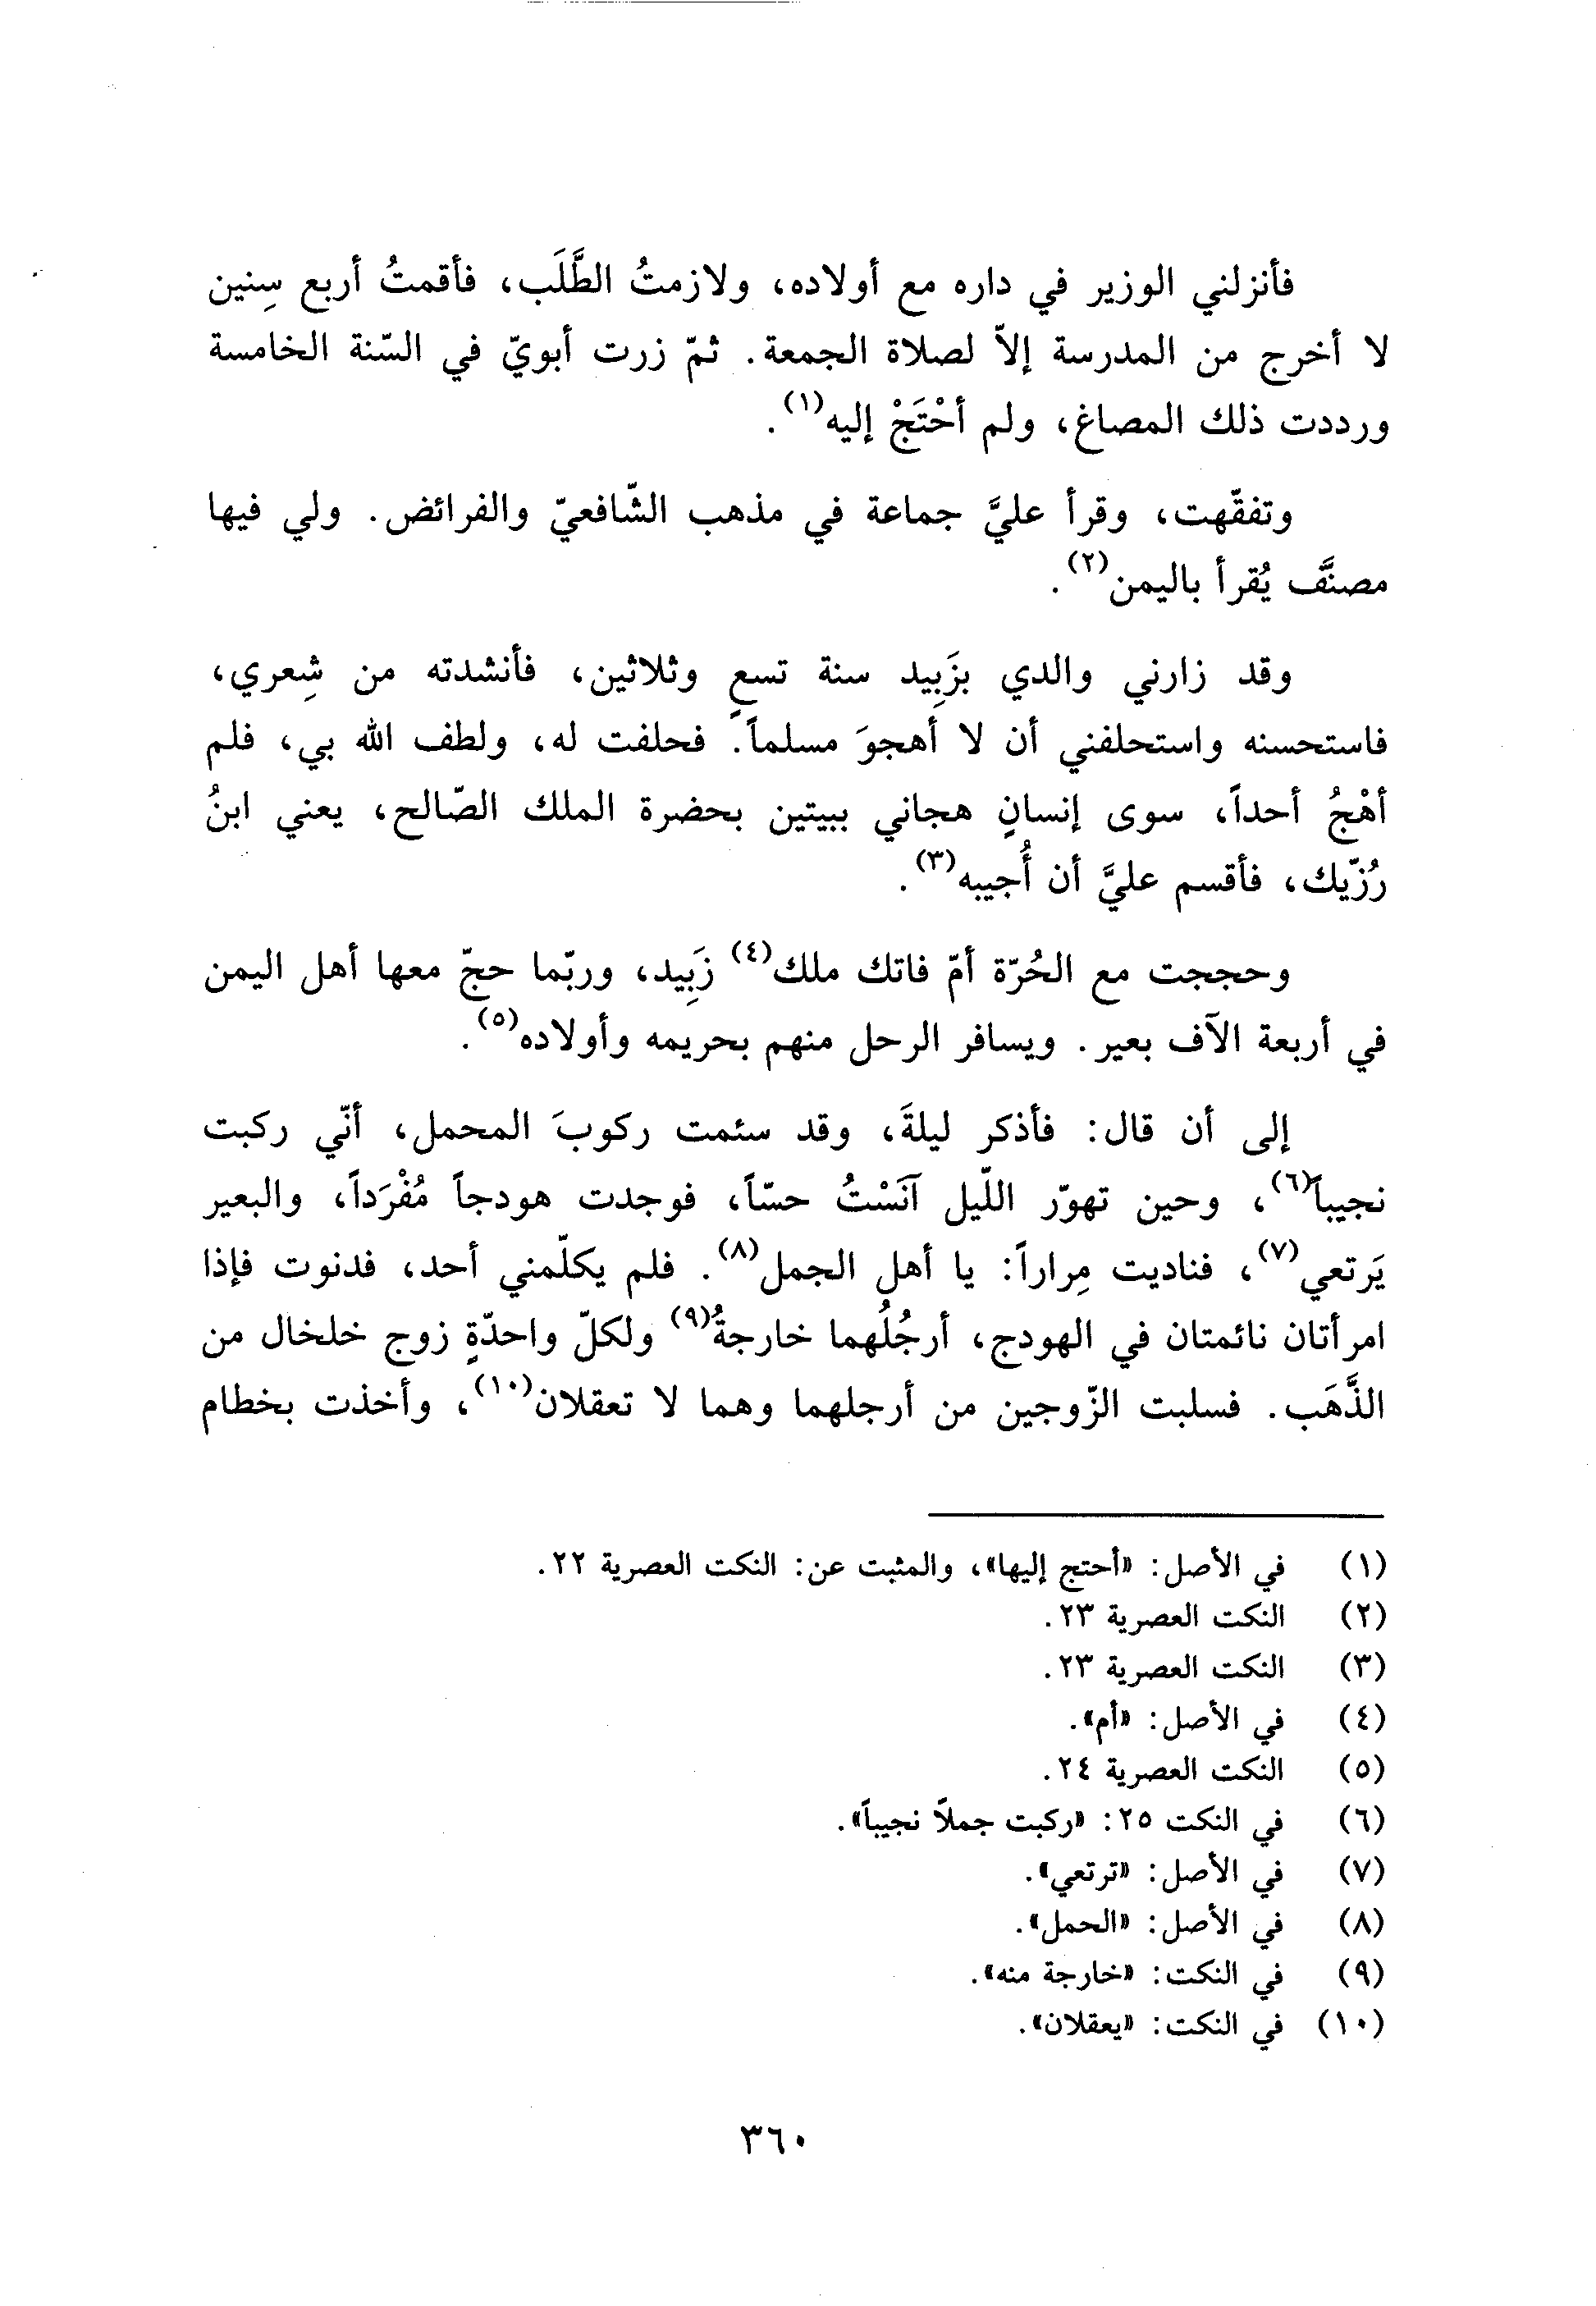 فأنزلني الوزير في داره مع أولاده، ولازمتُ الطَّلَب، فأقمتُ أربع سِنين
لا أخرج من المدرسة إلاّ لصلاة الجمعة. ثمّ زرت أبويّ في السّنة الخامسة
ورددت ذلك المصاغ، ولم أحْتَجْ إليه(١).
وتفقّهت، وقرأ عليَّ جماعة في مذهب الشّافعيّ والفرائض. ولي فيها
مصنَّف يُقرأ باليمن(٢).
وقد زارني والدي بزَبِيد سنة تسعٍ وثلاثين، فأنشدته من شِعري،
فاستحسنه واستحلفني أن لا أهجوَ مسلماً. فحلفت له، ولطف الله بي، فلم
أهْجُ أحداً، سوى إنسانٍ هجاني ببيتين بحضرة الملك الصّالح، يعني ابنُ
رُزّيك، فأقسم عليَّ أن أُجيبه(٣).
وحججت مع الحُرّة أمّ فاتك ملك(٤) زَبِيد، وربّما حجّ معها أهل اليمن
في أربعة الآف بعير. ويسافر الرحل منهم بحريمه وأولاده(٥).
إلى أن قال: فأذكر ليلةَ، وقد سئمت ركوبَ المحمل، أنّي ركبت
نجيباً(٦)، وحين تهوّر اللّيل آنَسْتُ حسّاً، فوجدت هودجاً مُفْرَداً، والبعير
يَرتعي(٧)، فناديت مِراراً: يا أهل الجمل(٨). فلم يكلّمني أحد، فدنوت فإذا
امرأتان نائمتان في الهودج، أرجُلُهما خارجةُ(٩) ولكلّ واحدّةٍ زوج خلخال من
الذَّهَب. فسلبت الزّوجين من أرجلهما وهما لا تعقلان(١٠)، وأخذت بخطام
(١) في الأصل: «أحتج إليها»، والمثبت عن: النكت العصرية ٢٢.
(٢) النكت العصرية ٢٣.
(٣) النكت العصرية ٢٣.
(٤) في الأصل: «أم».
(٥) النكت العصرية ٢٤.
(٦) في النكت ٢٥: «ركبت جملاً نجيباً».
(٧) في الأصل: «ترتعي».
(٨) في الأصل: «الحمل».
(٩) في النكت: «خارجة منه».
(١٠) في النكت: «يعقلان».
٣٦٠